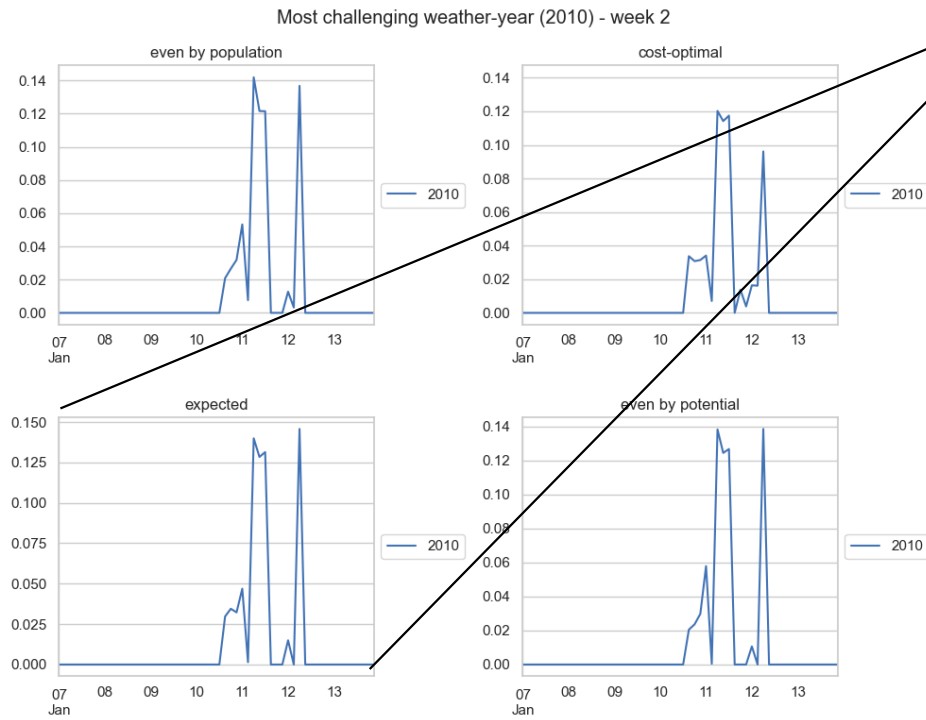 Most challenging weather-year (2010) - week 2
even by population
0.14
0.12
0.10
0.08
0.06
0.04
0.02
0.00
07 08 09 10 11 12 13
Jan
2010
cost-optimal
0.14
0.12
0.10
0.08
0.06
0.04
0.02
0.00
07 08 09 10 11 12 13
Jan
2010
expected
0.150
0.125
0.100
0.075
0.050
0.025
0.000
07 08 09 10 11 12 13
Jan
2010
even by potential
0.14
0.12
0.10
0.08
0.06
0.04
0.02
0.00
07 08 09 10 11 12 13
Jan
2010